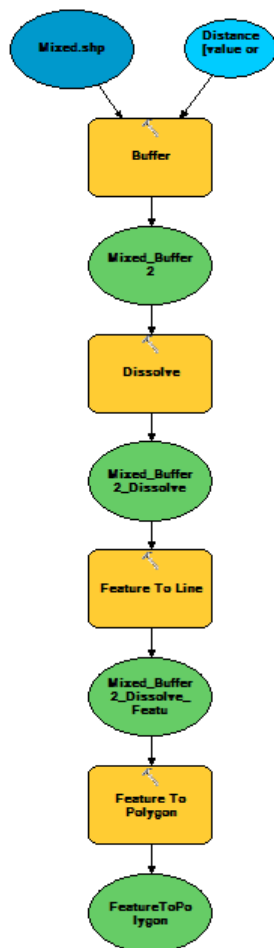 Mixed.shp
Distance
[value or
Buffer
Mixed_Buffer
2
Dissolve
Mixed_Buffer
2_Dissolve
Feature To Line
Mixed_Buffer
2_Dissolve_
Featu
Feature To
Polygon
FeatureToPo
lygon